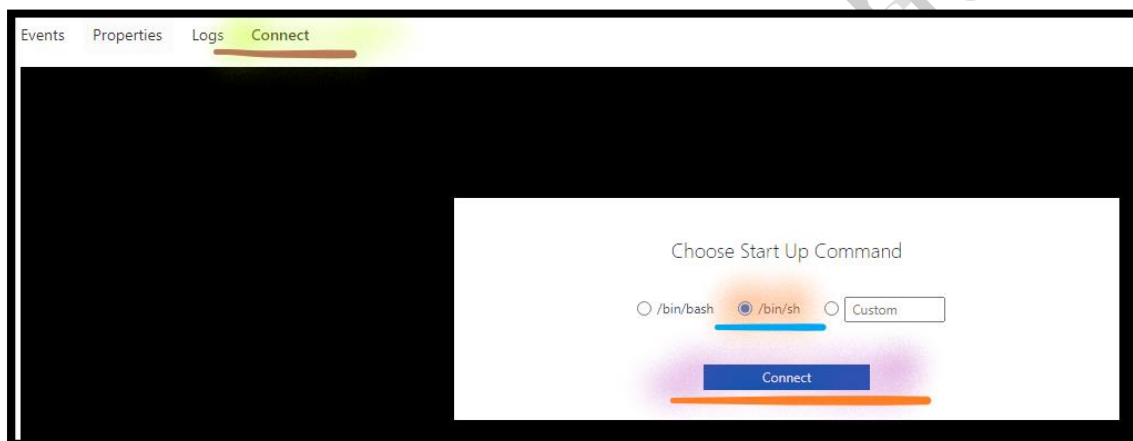 Events Properties Logs Connect
Choose Start Up Command
/bin/bash /bin/sh Custom
Connect